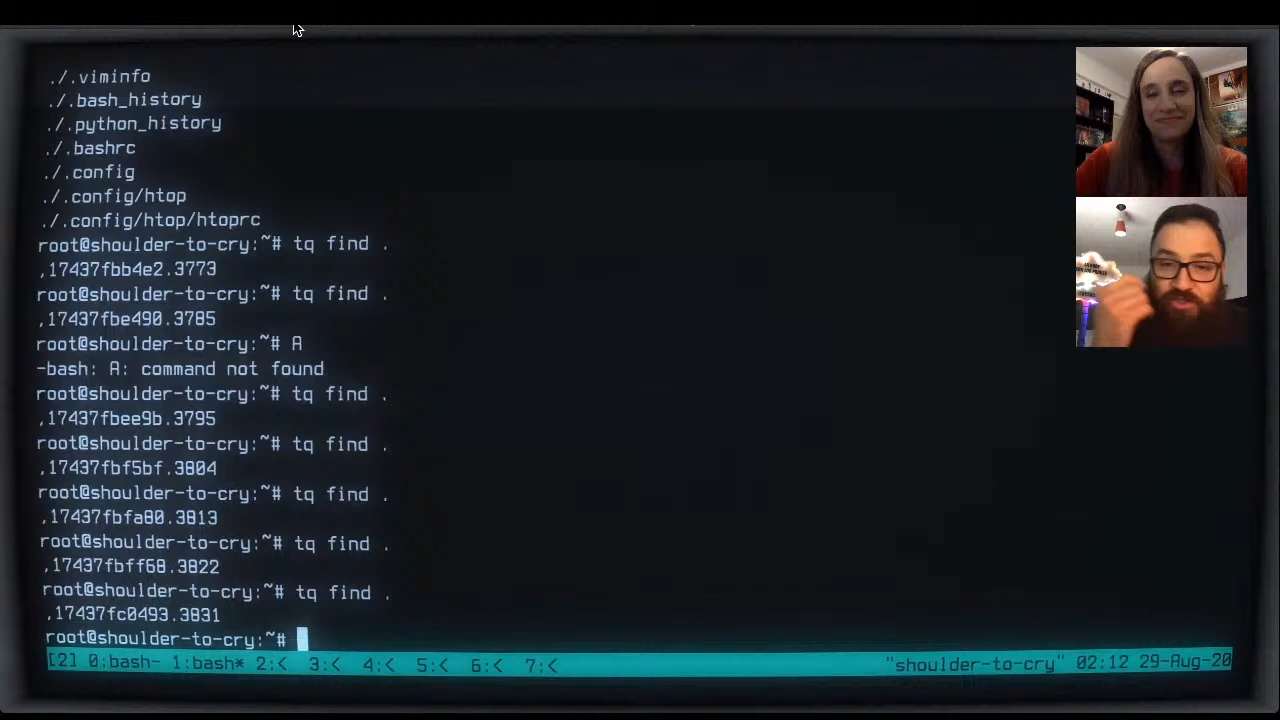 ./.viminfo
./.bash_history
./.python_history
./.bashrc
./.config
./.config/htop
./.config/htop/htoprc
root@shoulder-to-cry:~# tq find .
,17437fbb4e2.3773
root@shoulder-to-cry:~# tq find .
,17437fbe490.3785
root@shoulder-to-cry:~# A
-bash: A: command not found
root@shoulder-to-cry:~# tq find .
,17437fbee9b.3795
root@shoulder-to-cry:~# tq find .
,17437fbf5bf.3804
root@shoulder-to-cry:~# tq find .
,17437fbfa80.3813
root@shoulder-to-cry:~# tq find .
,17437fbff68.3822
root@shoulder-to-cry:~# tq find .
,17437fc0493.3831
root@shoulder-to-cry:~#
[2] 0:bash- 1:bash* 2:< 3:< 4:< 5:< 6:< 7:< "shoulder-to-cry" 02:12 29-Aug-20